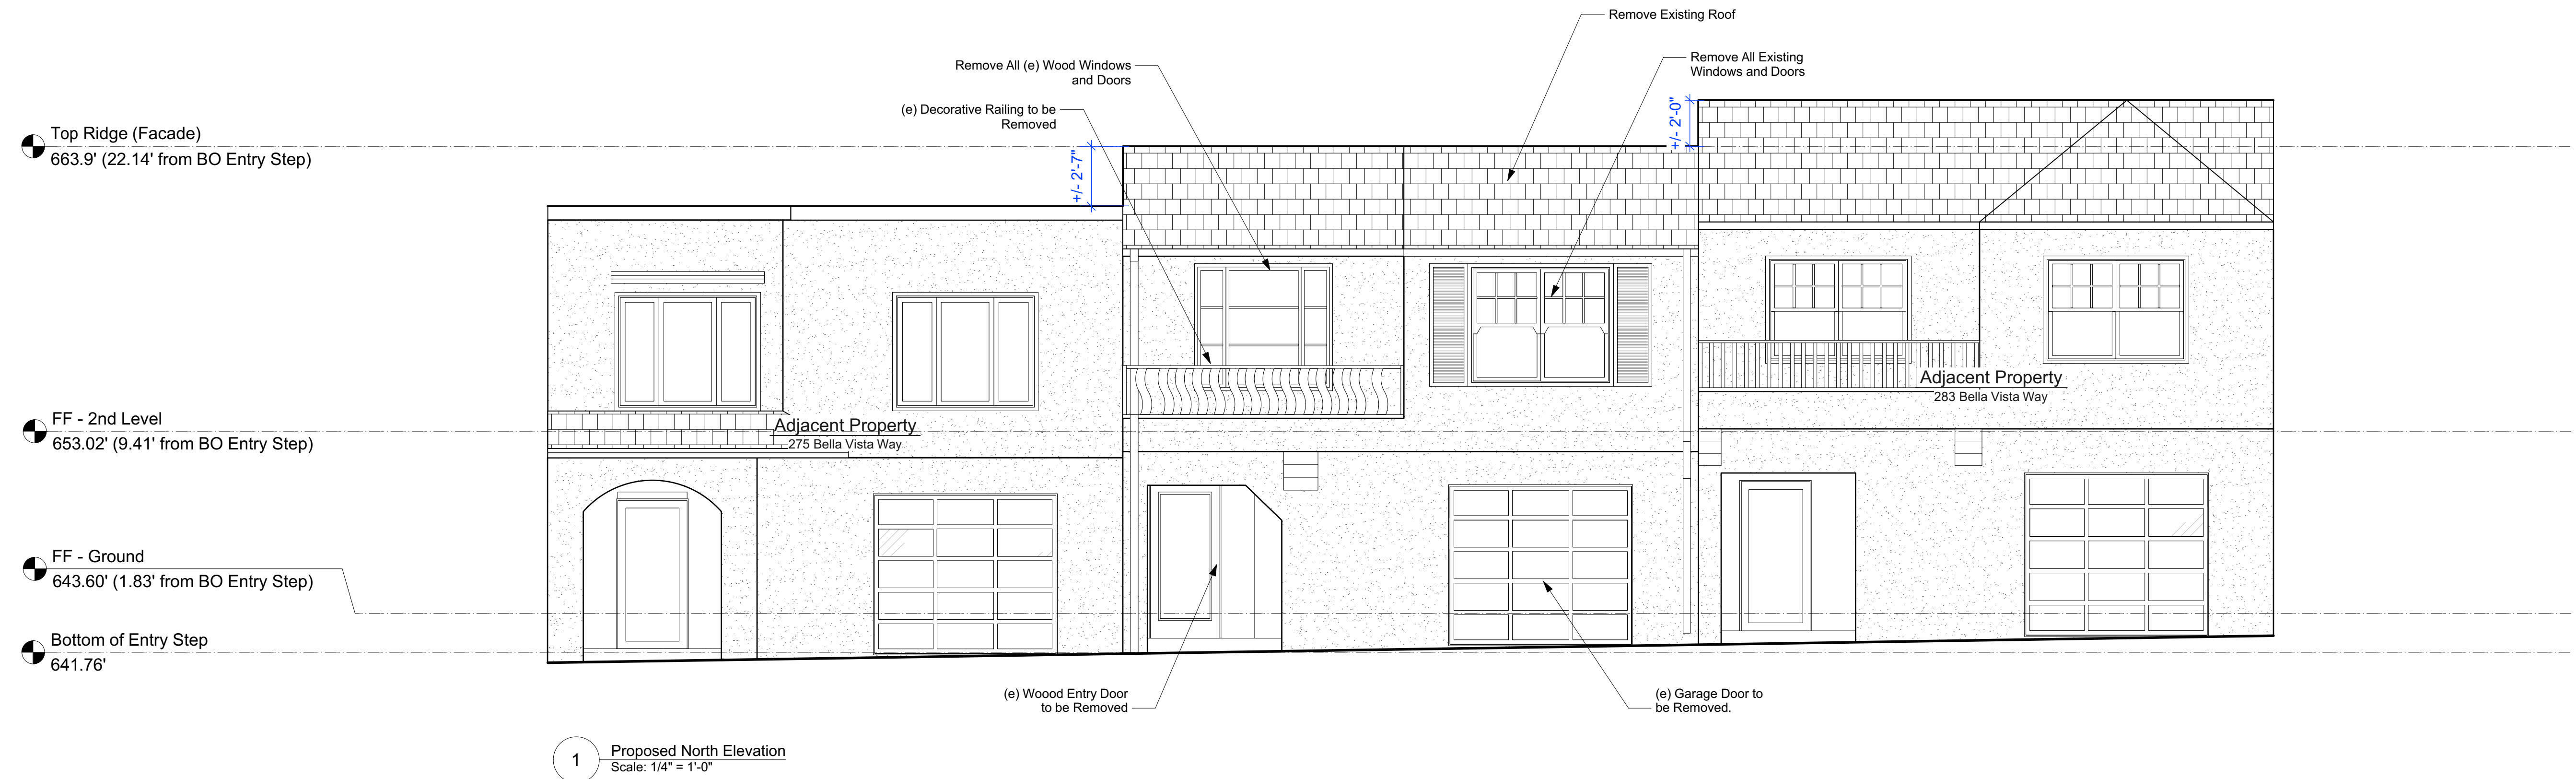 Remove Existing Roof
Remove All (e) Wood Windows
and Doors
Remove All Existing
Windows and Doors
(e) Decorative Railing to be
Removed
+/- 2'-0"
Top Ridge (Facade)
663.9' (22.14' from BO Entry Step)
+/- 2'-7"
Adjacent Property
283 Bella Vista Way
FF - 2nd Level
653.02' (9.41' from BO Entry Step)
Adjacent Property
275 Bella Vista Way
FF - Ground
643.60' (1.83' from BO Entry Step)
Bottom of Entry Step
641.76'
(e) Woood Entry Door
to be Removed
(e) Garage Door to
be Removed.
1
Proposed North Elevation
Scale: 1/4" = 1'-0"